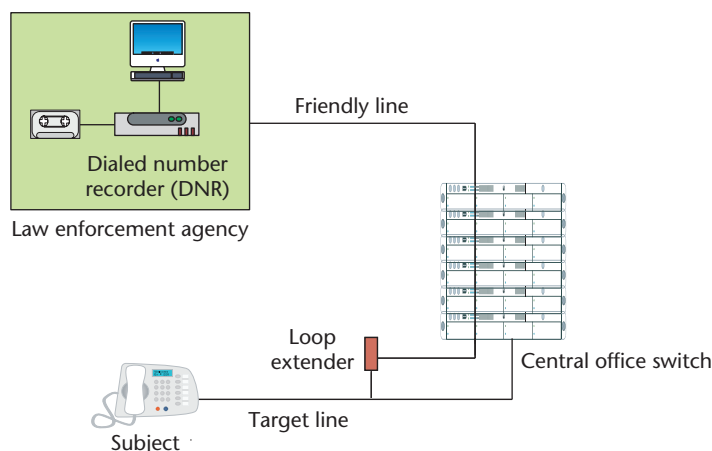 Friendly line
Dialed number
recorder (DNR)
Law enforcement agency
Loop
extender
Central office switch
Target line
Subject